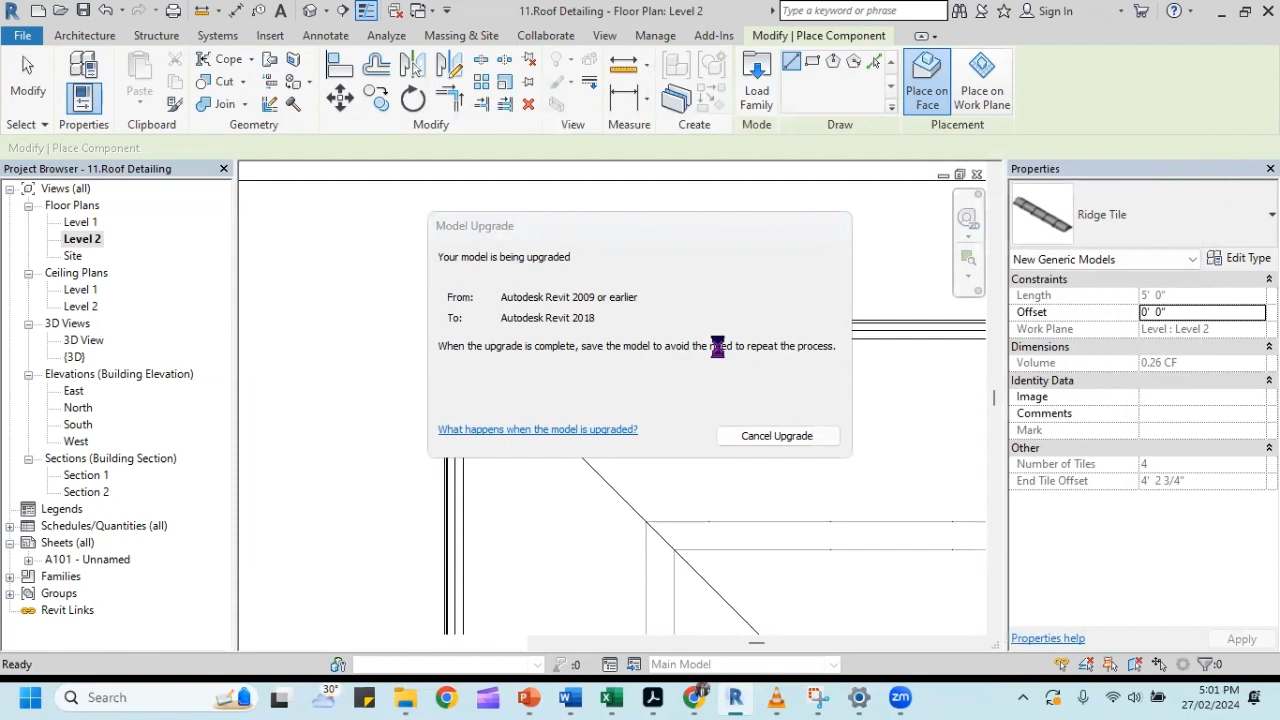 11.Roof Detailing - Floor Plan: Level 2
Type a keyword or phrase
Sign In
File Architecture Structure Systems Insert Annotate Analyze Massing & Site Collaborate View Manage Add-Ins Modify | Place Component
Modify
Paste
Cope
Cut
Join
Load Family
Place on Face
Place on Work Plane
Select Properties Clipboard Geometry Modify View Measure Create Mode Draw Placement
Modify | Place Component
Project Browser - 11.Roof Detailing
Views (all)
Floor Plans
Level 1
Level 2
Site
Ceiling Plans
Level 1
Level 2
3D Views
3D View
{3D}
Elevations (Building Elevation)
East
North
South
West
Sections (Building Section)
Section 1
Section 2
Legends
Schedules/Quantities (all)
Sheets (all)
A101 - Unnamed
Families
Groups
Revit Links
2D
Model Upgrade
Your model is being upgraded
From: Autodesk Revit 2009 or earlier
To: Autodesk Revit 2018
When the upgrade is complete, save the model to avoid the need to repeat the process.
What happens when the model is upgraded?
Cancel Upgrade
Properties
Ridge Tile
New Generic Models
Edit Type
Constraints
Length 5' 0"
Offset 0' 0"
Work Plane Level : Level 2
Dimensions
Volume 0.26 CF
Identity Data
Image
Comments
Mark
Other
Number of Tiles 4
End Tile Offset 4' 2 3/4"
Properties help
Apply
Ready
:0
Main Model
:0
Search
30°
zm
5:01 PM
27/02/2024